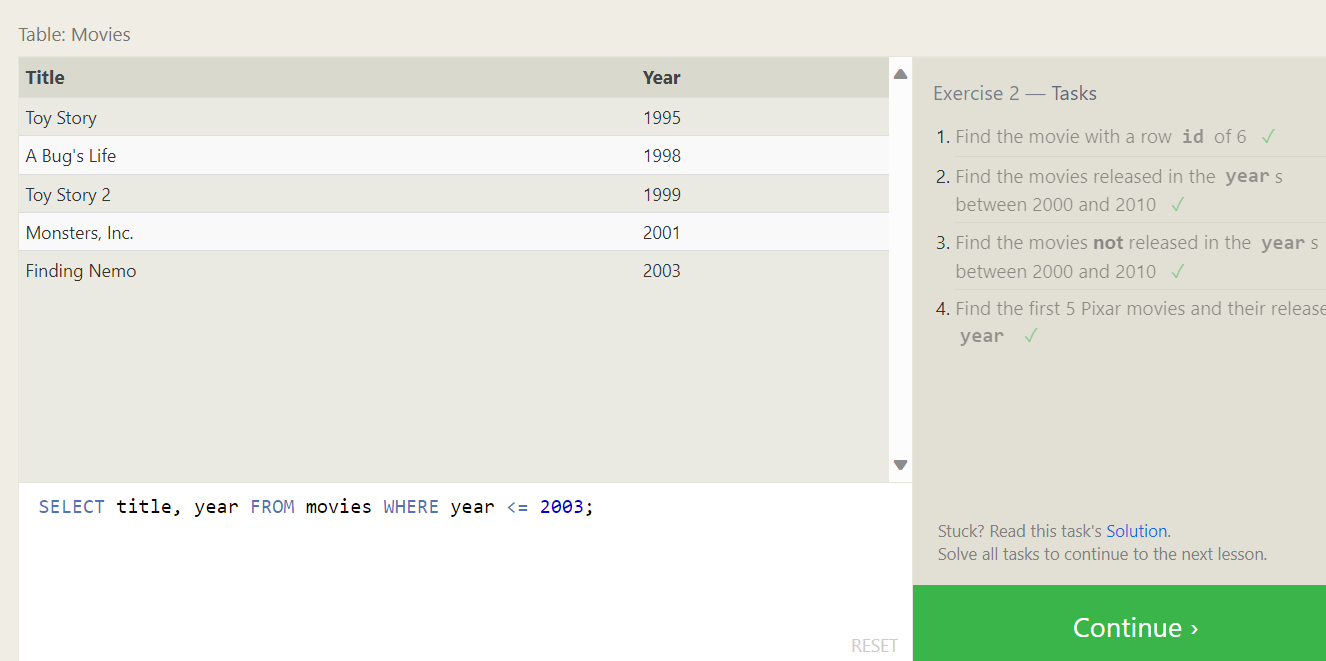 Table: Movies
Title Year
Toy Story 1995
A Bug's Life 1998
Toy Story 2 1999
Monsters, Inc. 2001
Finding Nemo 2003
SELECT title, year FROM movies WHERE year <= 2003;
RESET
Exercise 2 — Tasks
1. Find the movie with a row id of 6 ✓
2. Find the movies released in the year s
between 2000 and 2010 ✓
3. Find the movies not released in the year s
between 2000 and 2010 ✓
4. Find the first 5 Pixar movies and their release
year ✓
Stuck? Read this task's Solution.
Solve all tasks to continue to the next lesson.
Continue ›